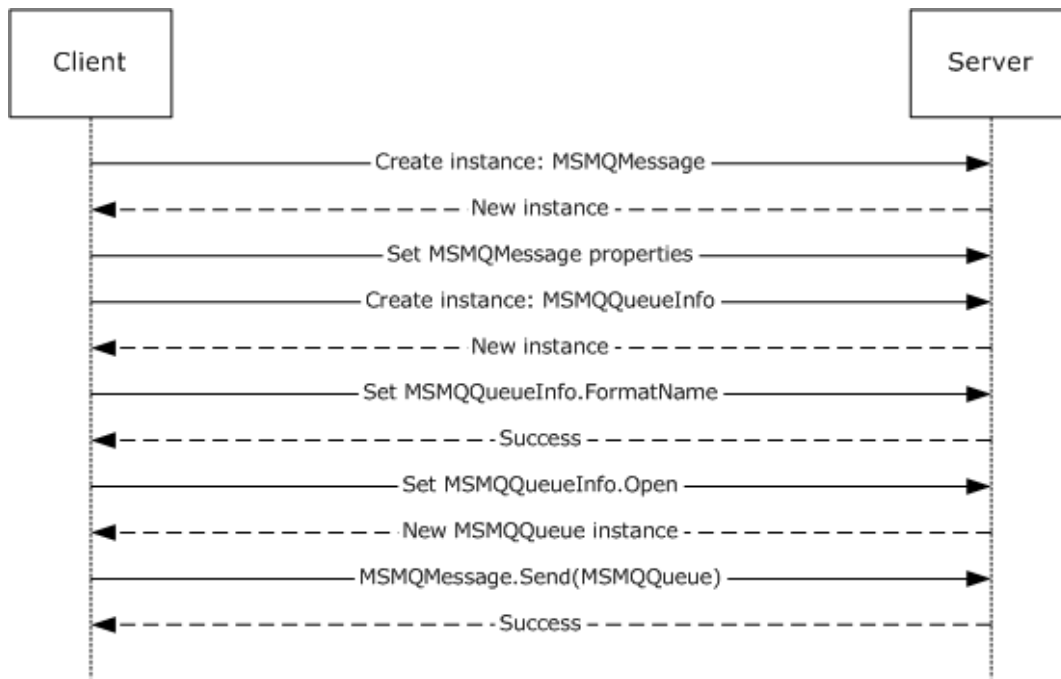 Client
Server
Create instance: MSMQMessage
New instance
Set MSMQMessage properties
Create instance: MSMQQueueInfo
New instance
Set MSMQQueueInfo.FormatName
Success
Set MSMQQueueInfo.Open
New MSMQQueue instance
MSMQMessage.Send(MSMQQueue)
Success